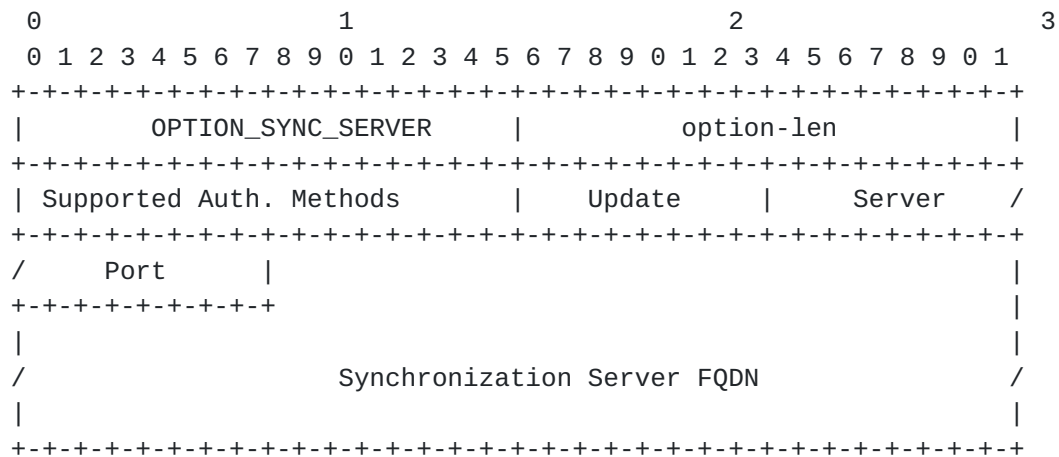 0                   1                   2                   3
 0 1 2 3 4 5 6 7 8 9 0 1 2 3 4 5 6 7 8 9 0 1 2 3 4 5 6 7 8 9 0 1
+-+-+-+-+-+-+-+-+-+-+-+-+-+-+-+-+-+-+-+-+-+-+-+-+-+-+-+-+-+-+-+-+
|        OPTION_SYNC_SERVER     |          option-len           |
+-+-+-+-+-+-+-+-+-+-+-+-+-+-+-+-+-+-+-+-+-+-+-+-+-+-+-+-+-+-+-+-+
| Supported Auth. Methods       |    Update     |     Server    /
+-+-+-+-+-+-+-+-+-+-+-+-+-+-+-+-+-+-+-+-+-+-+-+-+-+-+-+-+-+-+-+-+
/     Port      |                                               |
+-+-+-+-+-+-+-+-+                                               |
|                                                               |
/                    Synchronization Server FQDN                /
|                                                               |
+-+-+-+-+-+-+-+-+-+-+-+-+-+-+-+-+-+-+-+-+-+-+-+-+-+-+-+-+-+-+-+-+